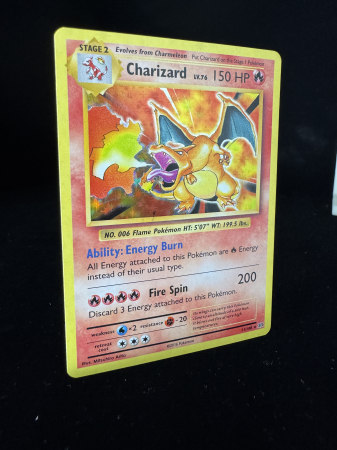 STAGE 2 Evolves from Charmeleon Put Charizard on the Stage 1 Pokémon
Charizard LV.76 150 HP
NO. 006 Flame Pokémon HT: 5'07" WT: 199.5 lbs.
Ability: Energy Burn
All Energy attached to this Pokémon are Energy
instead of their usual type.
Fire Spin 200
Discard 3 Energy attached to this Pokémon.
weakness ×2 resistance -20
retreat
cost
Illus. Mitsuhiro Arita
©2016 Pokémon